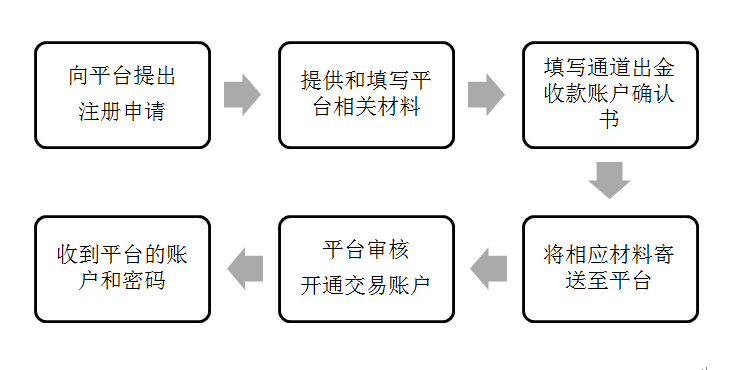 向平台提出
注册申请
提供和填写平
台相关材料
填写通道出金
收款账户确认
书
将相应材料寄
送至平台
平台审核
开通交易账户
收到平台的账
户和密码